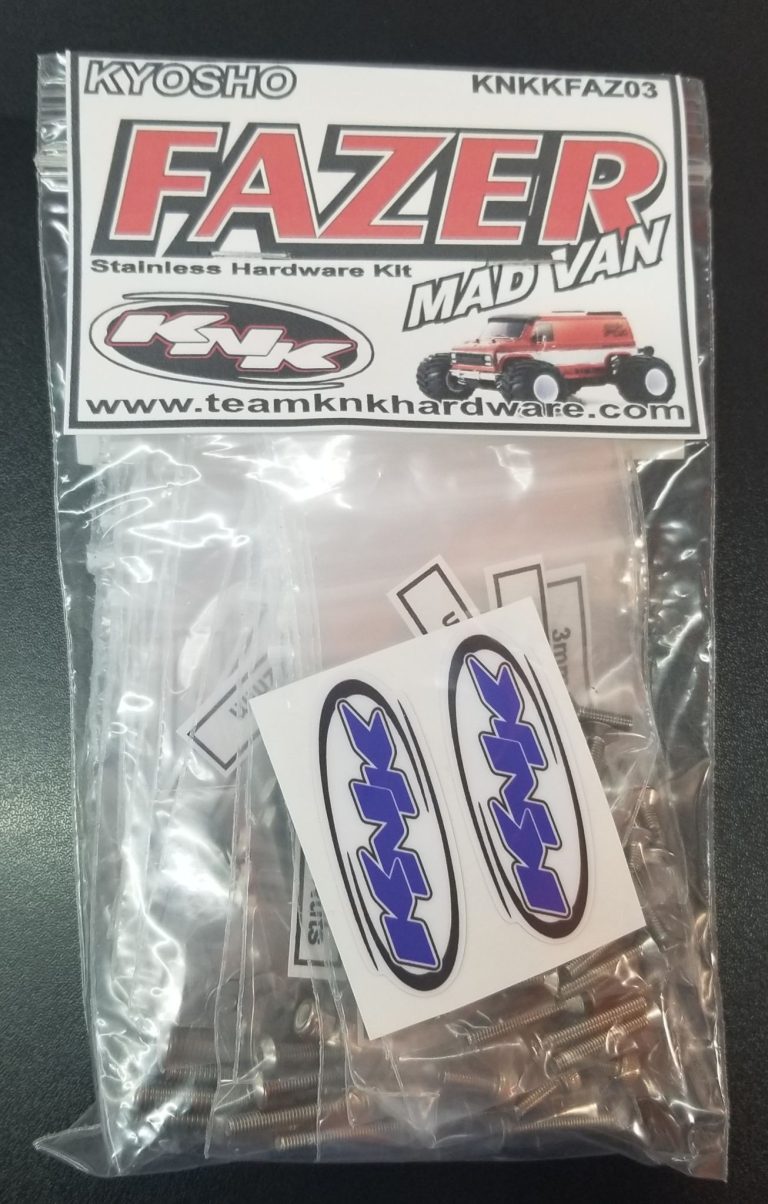 KYOSHO
KNKKFAZ03
FAZER
MAD VAN
Stainless Hardware Kit
KNK
www.teamknkhardware.com
3mm
KNK
KNK